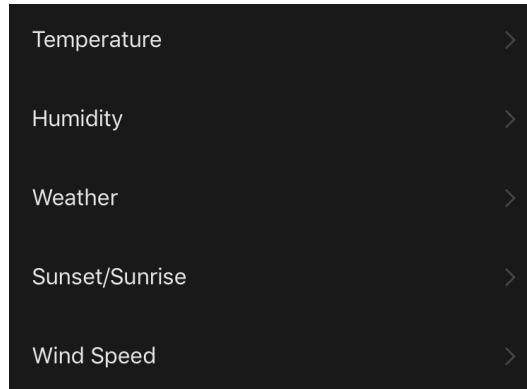 Temperature
Humidity
Weather
Sunset/Sunrise
Wind Speed